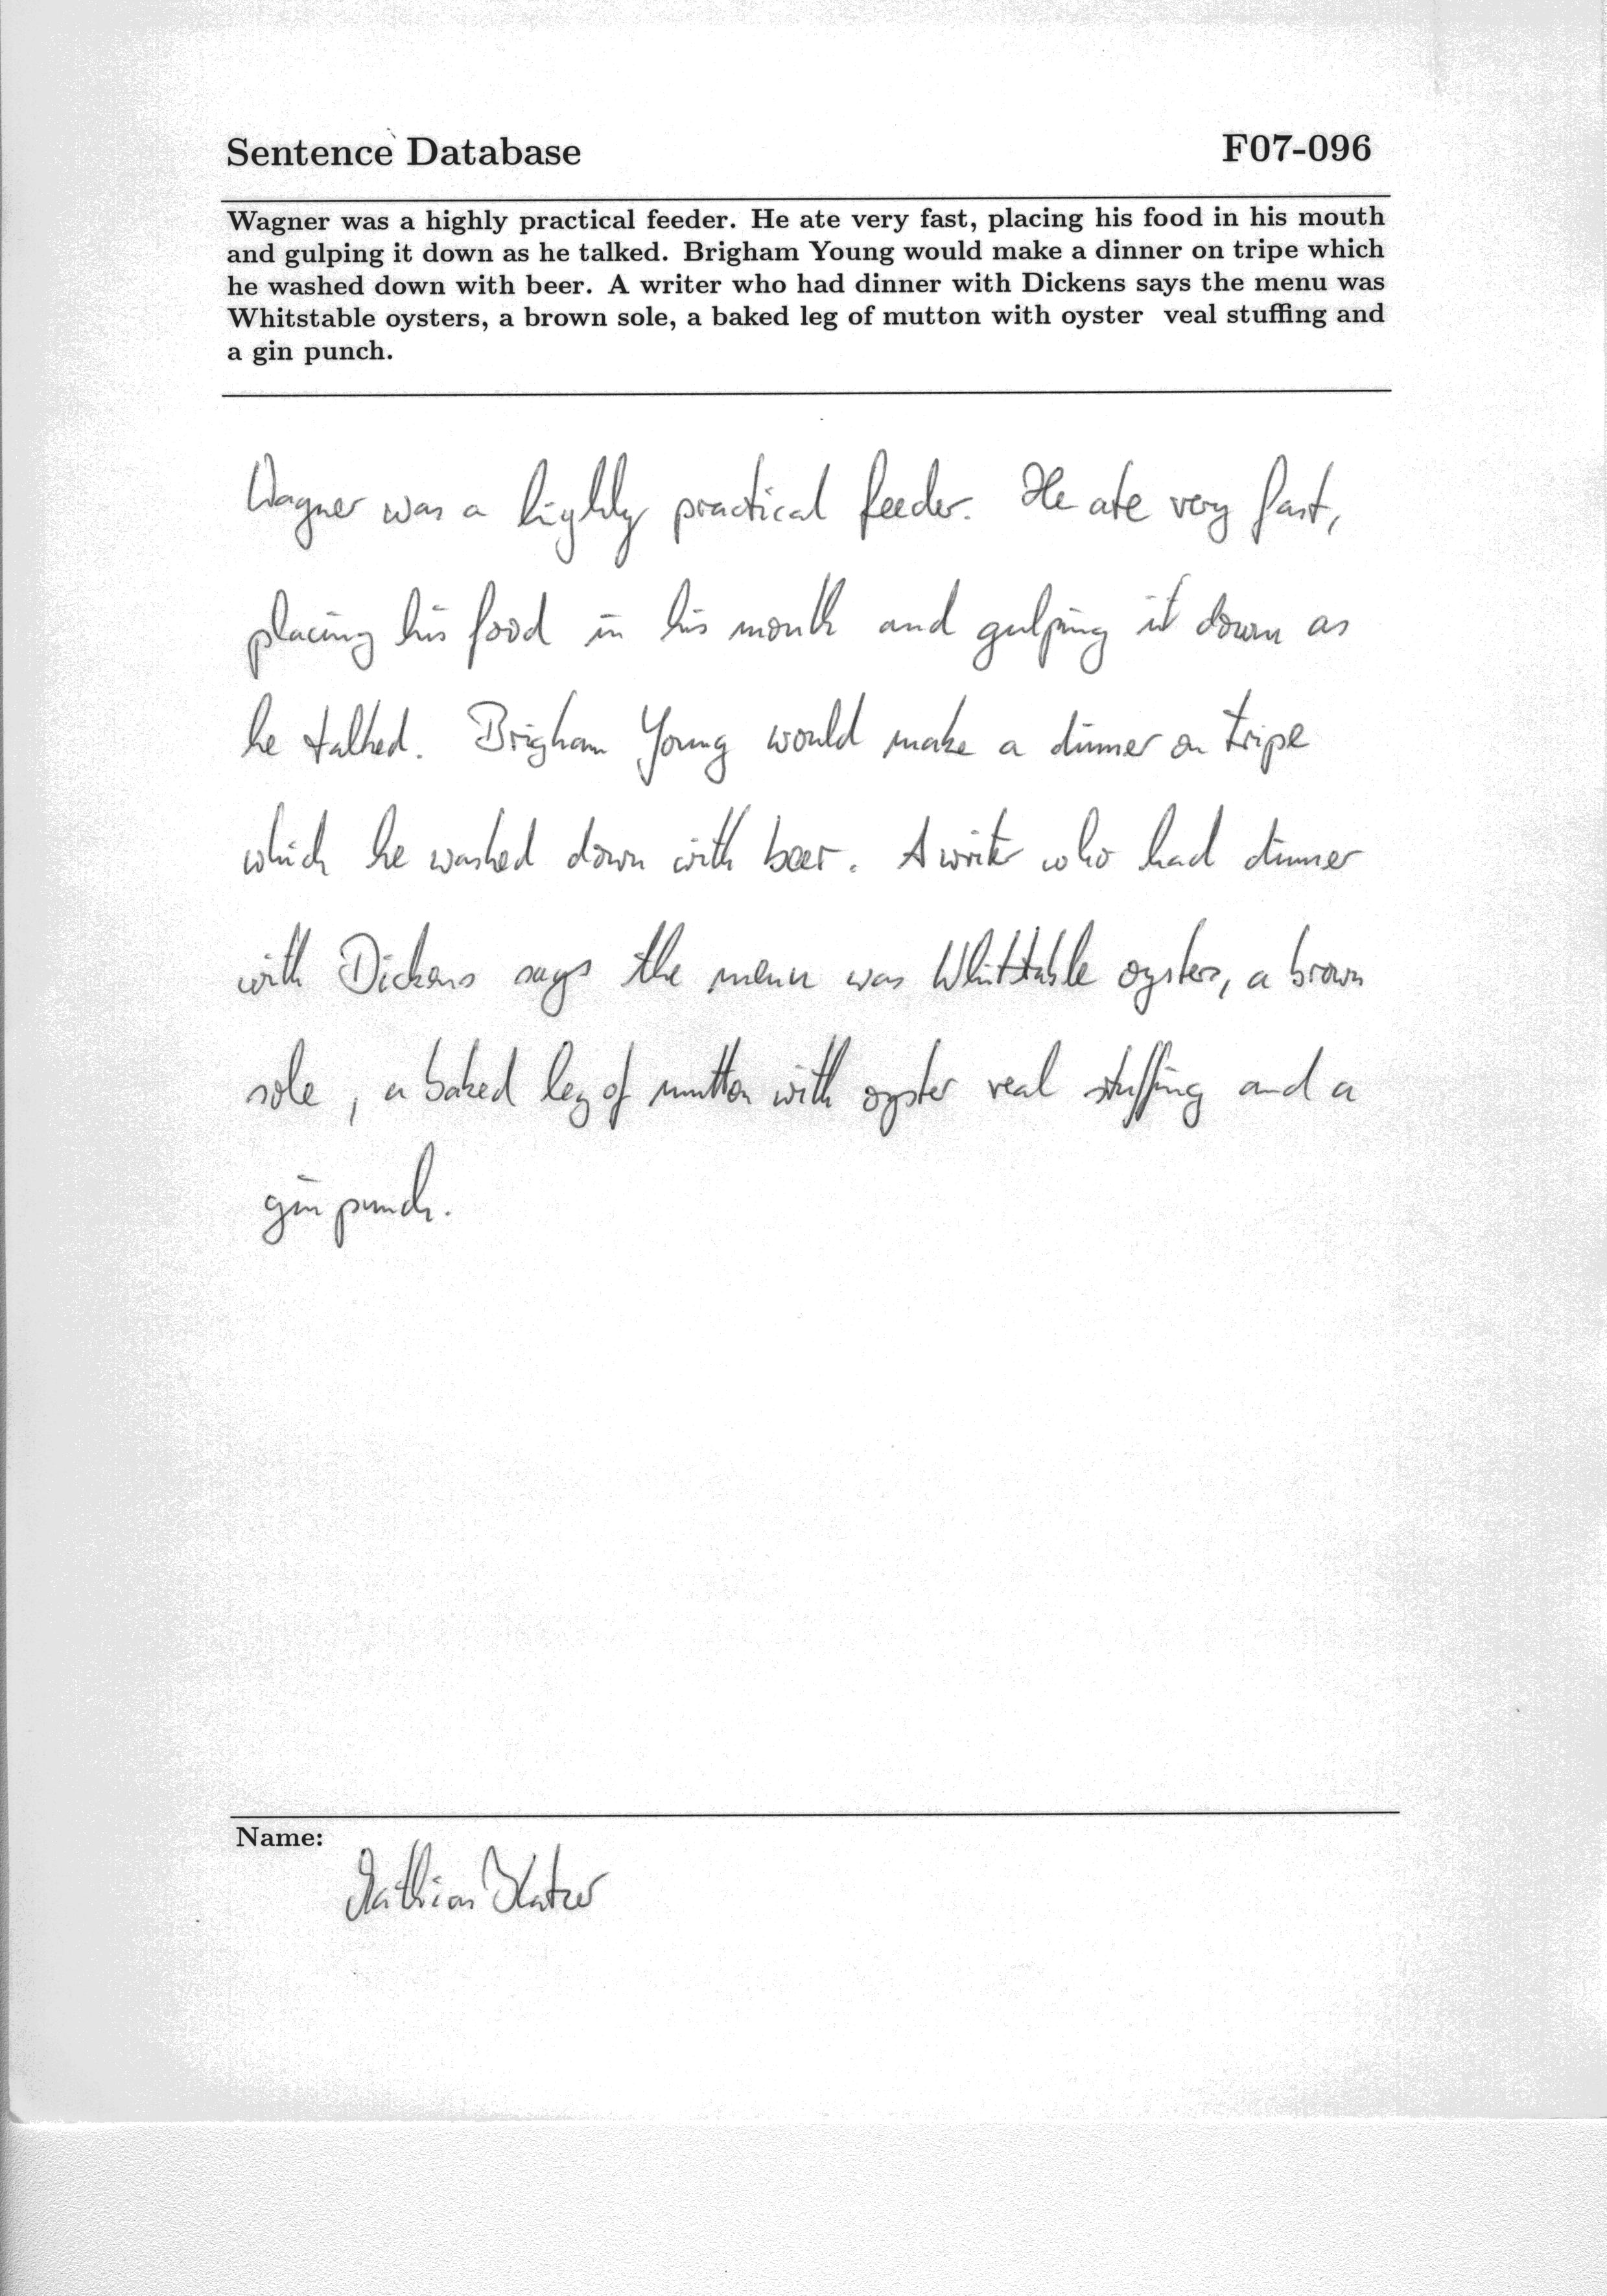 Sentence Database F07-096
Wagner was a highly practical feeder. He ate very fast, placing his food in his mouth
and gulping it down as he talked. Brigham Young would make a dinner on tripe which
he washed down with beer. A writer who had dinner with Dickens says the menu was
Whitstable oysters, a brown sole, a baked leg of mutton with oyster veal stuffing and
a gin punch.
Wagner was a highly practical feeder. He ate very fast,
placing his food in his mouth and gulping it down as
he talked. Brigham Young would make a dinner on tripe
which he washed down with beer. A writer who had dinner
with Dickens says the menu was Whitstable oysters, a brown
sole, a baked leg of mutton with oyster veal stuffing and a
gin punch.
Name: